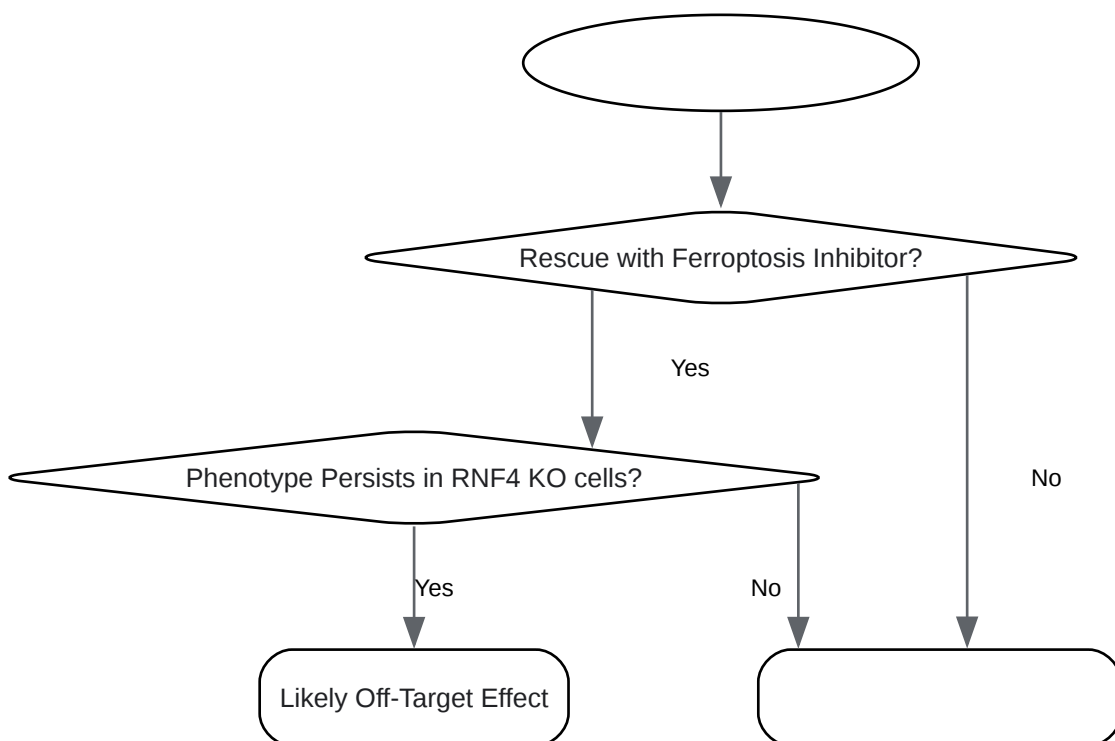 Rescue with Ferroptosis Inhibitor?
Yes
Phenotype Persists in RNF4 KO cells?
No
Yes
No
Likely Off-Target Effect